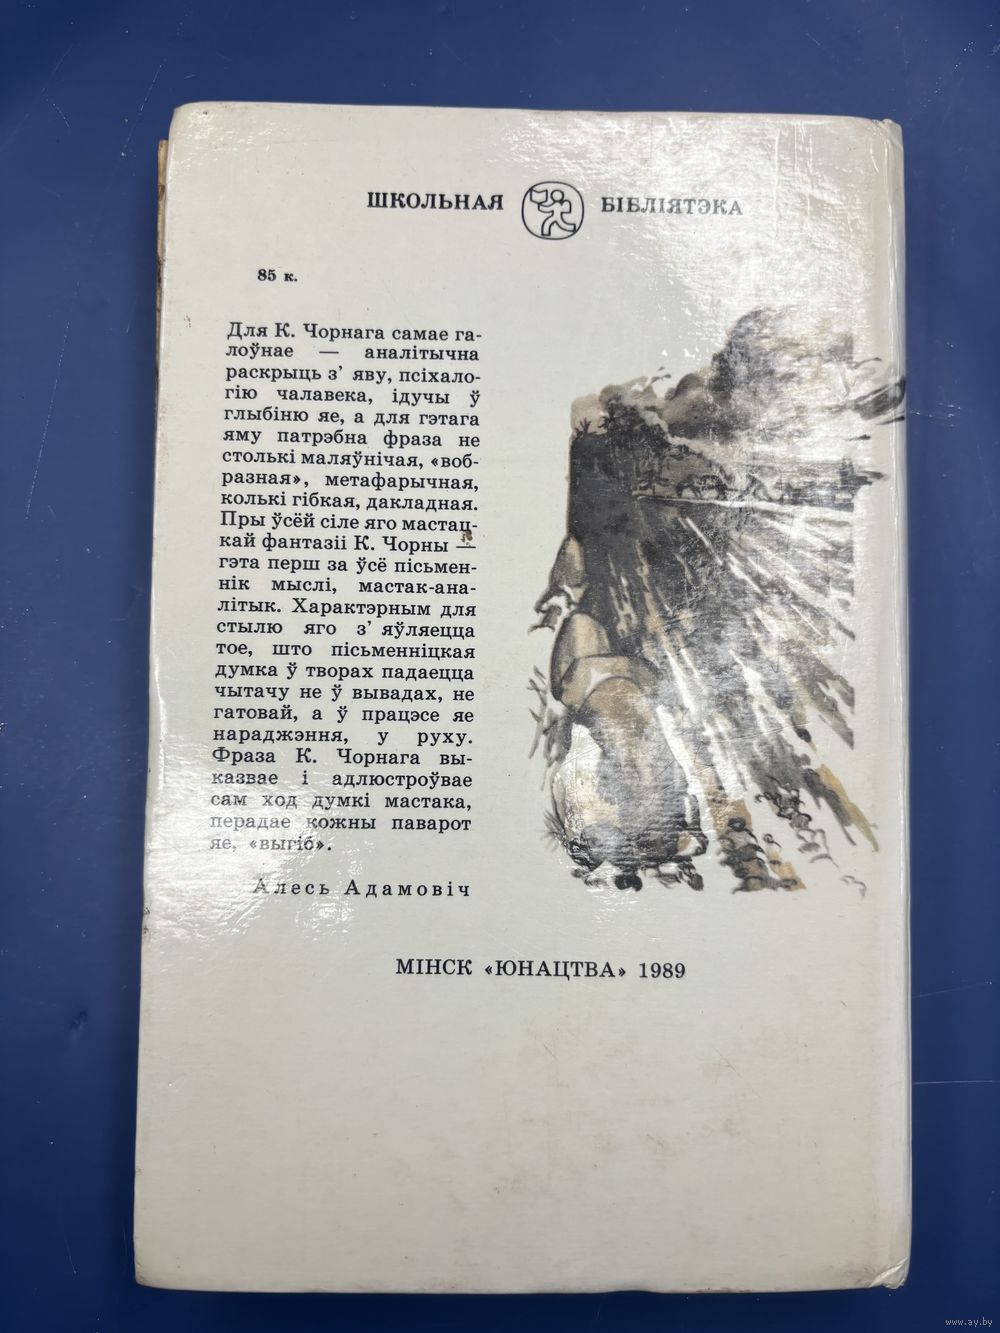 ШКОЛЬНАЯ БІБЛІЯТЭКА
85 к.
Для К. Чорнага самае га-
лоўнае — аналітычна
раскрыць з’ яву, псіхало-
гію чалавека, ідучы ў
глыбіню яе, а для гэтага
яму патрэбна фраза не
столькі маляўнічая, «воб-
разная», метафарычная,
колькі гібкая, дакладная.
Пры ўсёй сіле яго мастац-
кай фантазіі К. Чорны —
гэта перш за ўсё пісьмен-
нік мыслі, мастак-ана-
літык. Характэрным для
стылю яго з’ яўляецца
тое, што пісьменніцкая
думка ў творах падаецца
чытачу не ў вывадах, не
гатовай, а ў працэсе яе
нараджэння, у руху.
Фраза К. Чорнага вы-
казвае і адлюстроўвае
сам ход думкі мастака,
перадае кожны паварот
яе, «выгіб».
Алесь Адамовіч
МІНСК «ЮНАЦТВА» 1989
www.ay.by